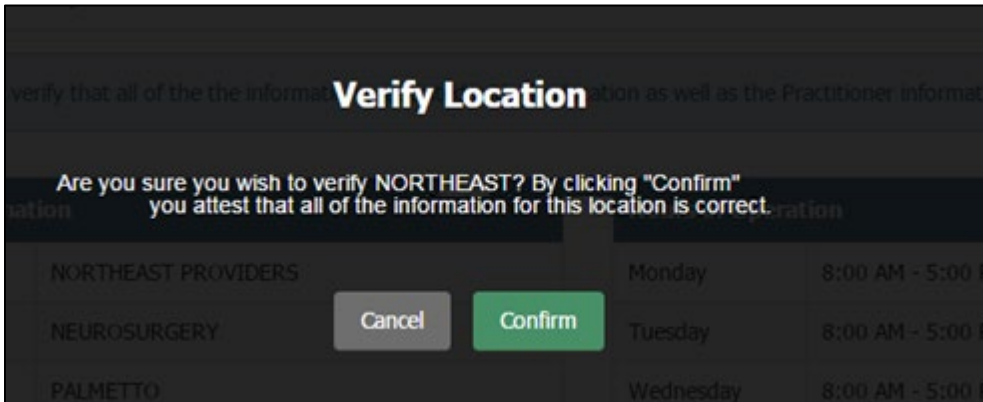 verify that all of the the informat
Verify Location
ation as well as the Practitioner informat
Are you sure you wish to verify NORTHEAST? By clicking "Confirm"
you attest that all of the information for this location is correct.
NORTHEAST PROVIDERS
Monday
8:00 AM - 5:00
Cancel
Confirm
NEUROSURGERY
Tuesday
8:00 AM - 5:00
PALMETTO
Wednesday
8:00 AM - 5:00